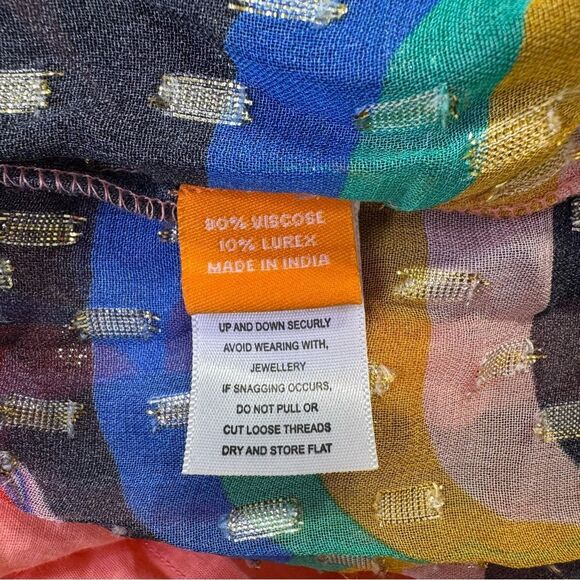 90% VISCOSE
10% LUREX
MADE IN INDIA
UP AND DOWN SECURLY
AVOID WEARING WITH,
JEWELLERY
IF SNAGGING OCCURS,
DO NOT PULL OR
CUT LOOSE THREADS
DRY AND STORE FLAT